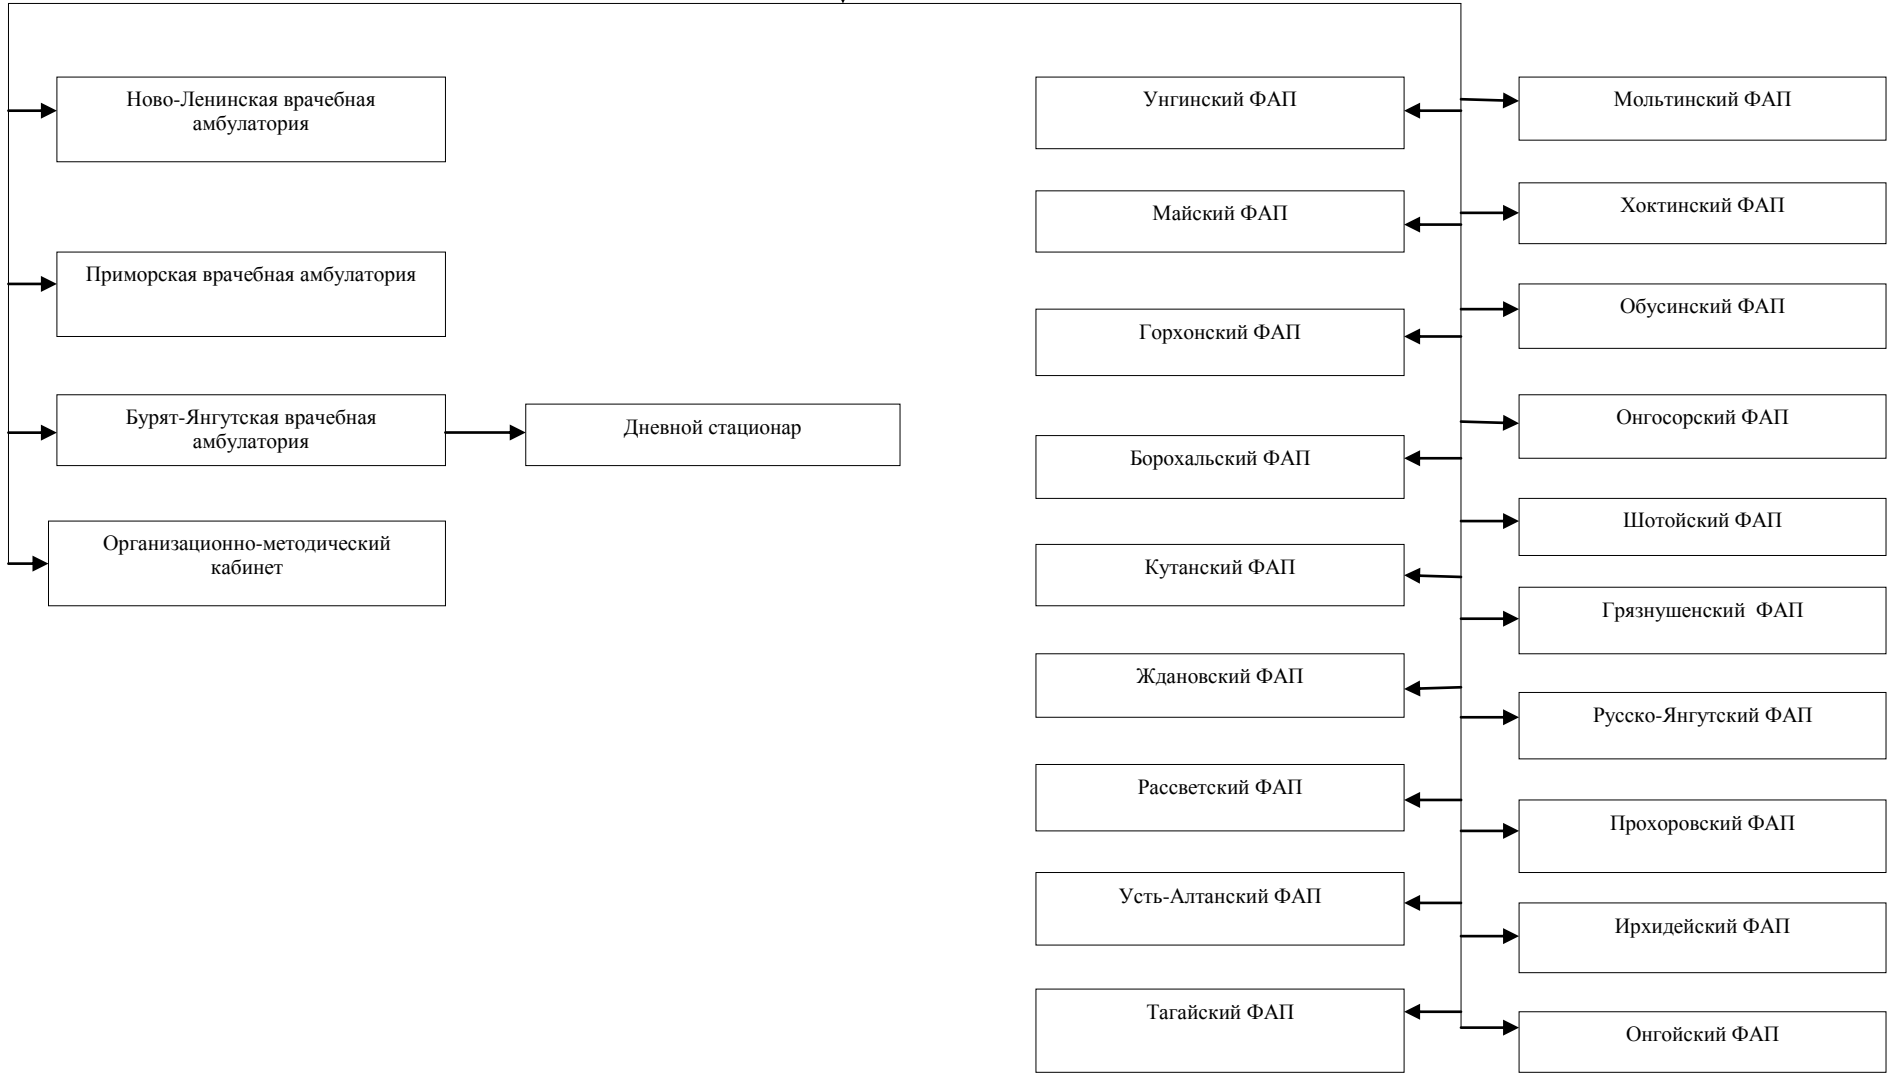 Ново-Ленинская врачебная
амбулатория
Приморская врачебная амбулатория
Бурят-Янгутская врачебная
амбулатория
Дневной стационар
Организационно-методический
кабинет
Унгинский ФАП
Майский ФАП
Горхонский ФАП
Борохальский ФАП
Кутанский ФАП
Ждановский ФАП
Рассветский ФАП
Усть-Алтанский ФАП
Тагайский ФАП
Мольтинский ФАП
Хоктинский ФАП
Обусинский ФАП
Онгосорский ФАП
Шотойский ФАП
Грязнушенский  ФАП
Русско-Янгутский ФАП
Прохоровский ФАП
Ирхидейский ФАП
Онгойский ФАП